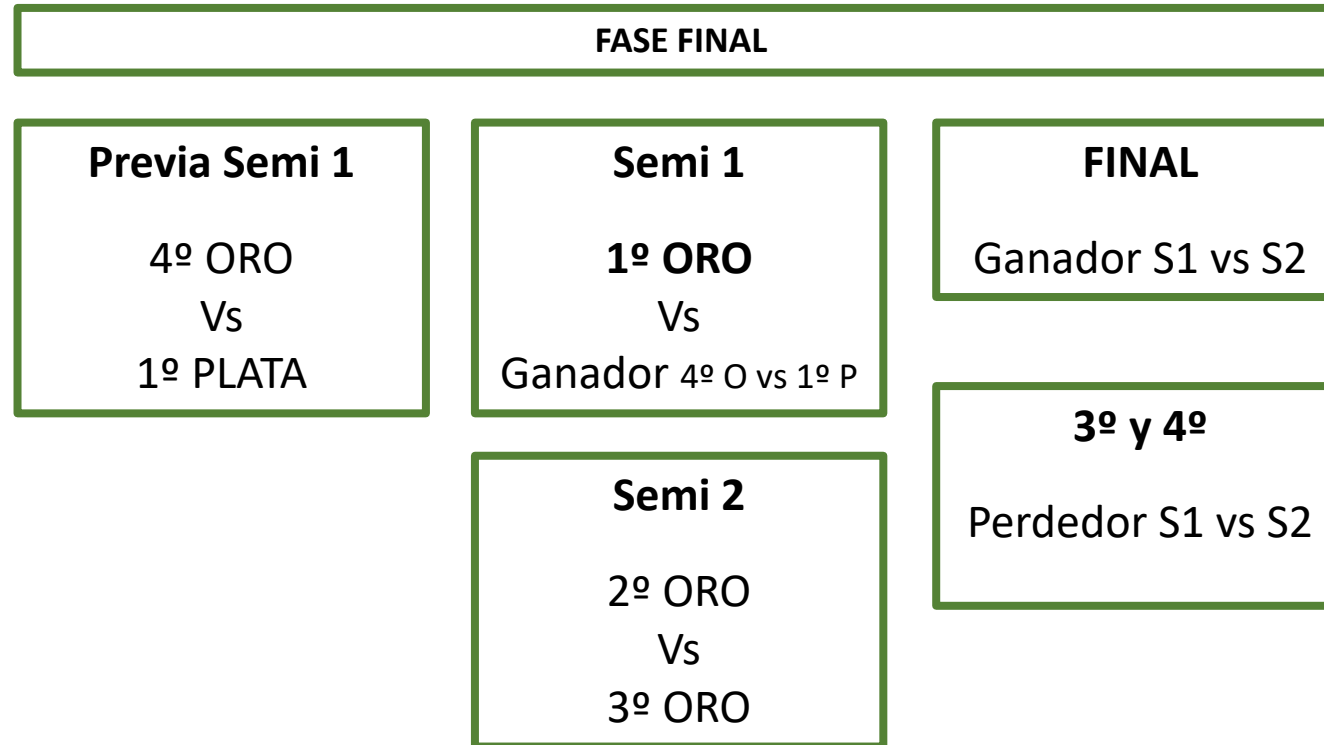 FASE FINAL
Previa Semi 1
4º ORO
Vs
1º PLATA
Semi 1
1º ORO
Vs
Ganador 4º O vs 1º P
Semi 2
2º ORO
Vs
3º ORO
FINAL
Ganador S1 vs S2
3º y 4º
Perdedor S1 vs S2